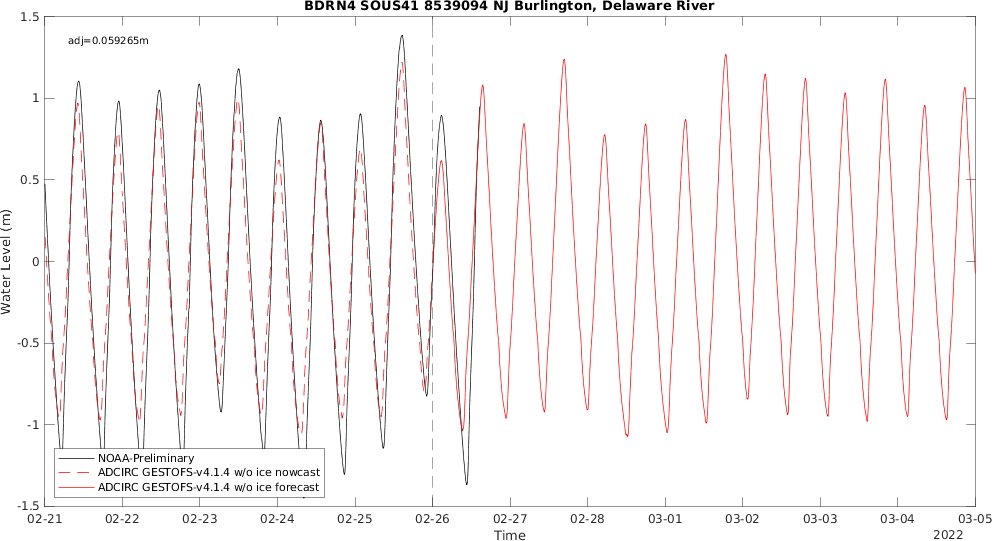 BDRN4 SOUS41 8539094 NJ Burlington, Delaware River
adj=0.059265m
Water Level (m)
1.5
1
0.5
0
-0.5
-1
-1.5
NOAA-Preliminary
ADCIRC GESTOFS-v4.1.4 w/o ice nowcast
ADCIRC GESTOFS-v4.1.4 w/o ice forecast
02-21 02-22 02-23 02-24 02-25 02-26 02-27 02-28 03-01 03-02 03-03 03-04 03-05
Time
2022